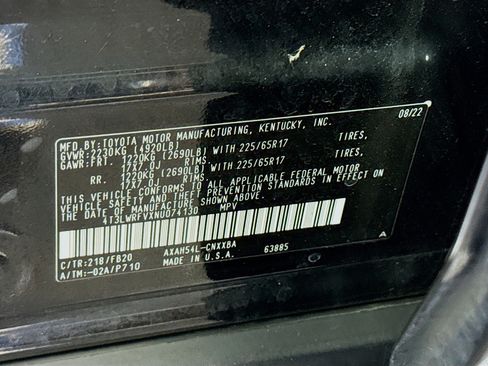 MFD. BY: TOYOTA MOTOR MANUFACTURING, KENTUCKY, INC. 08/22
GVWR: 2230KG (4920LB)
GAWR: FRT. 1220KG (2690LB) WITH 225/65R17 TIRES,
17X7.0J RIMS.
RR. 1220KG (2690LB) WITH 225/65R17 TIRES,
17X7.0J RIMS.
THIS VEHICLE CONFORMS TO ALL APPLICABLE FEDERAL MOTOR
VEHICLE SAFETY AND THEFT PREVENTION STANDARDS IN EFFECT
ON THE DATE OF MANUFACTURE SHOWN ABOVE.
4T3LWRFVXNU074130 MPV
A
C/TR:218/FB20 AXAH54L-CNXXBA 63885
A/TM:-02A/P710 MADE IN U.S.A.